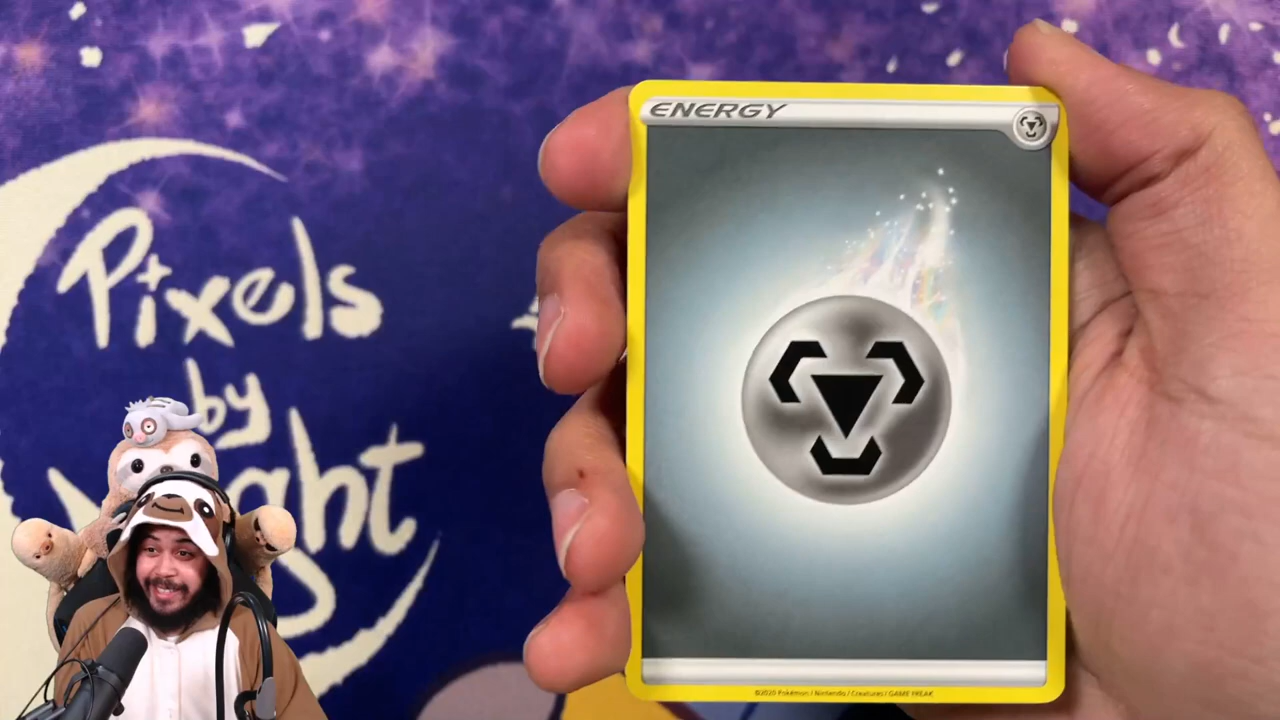 Pixels
by
Night
ENERGY
©2020 Pokémon / Nintendo / Creatures / GAME FREAK